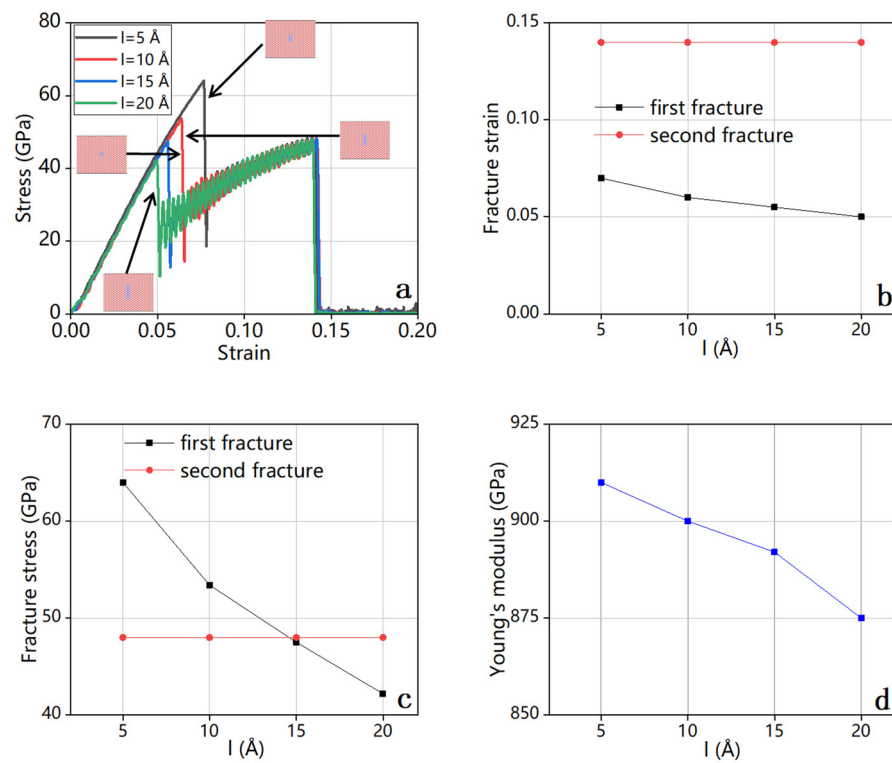 80
60
40
20
0
Stress (GPa)
l=5 Å
l=10 Å
l=15 Å
l=20 Å
a
0.00 0.05 0.10 0.15 0.20
Strain
0.15
0.10
0.05
0.00
Fracture strain
first fracture
second fracture
b
5 10 15 20
l (Å)
70
60
50
40
Fracture stress (GPa)
first fracture
second fracture
c
5 10 15 20
l (Å)
925
900
875
850
Young's modulus (GPa)
d
5 10 15 20
l (Å)